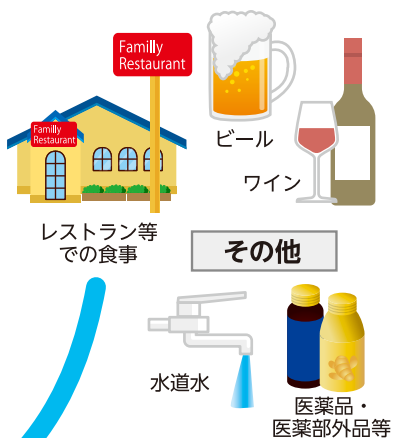 Familly
Restaurant
Familly
Restaurant
ビール
ワイン
レストラン等
での食事
その他
水道水
医薬品・
医薬部外品等